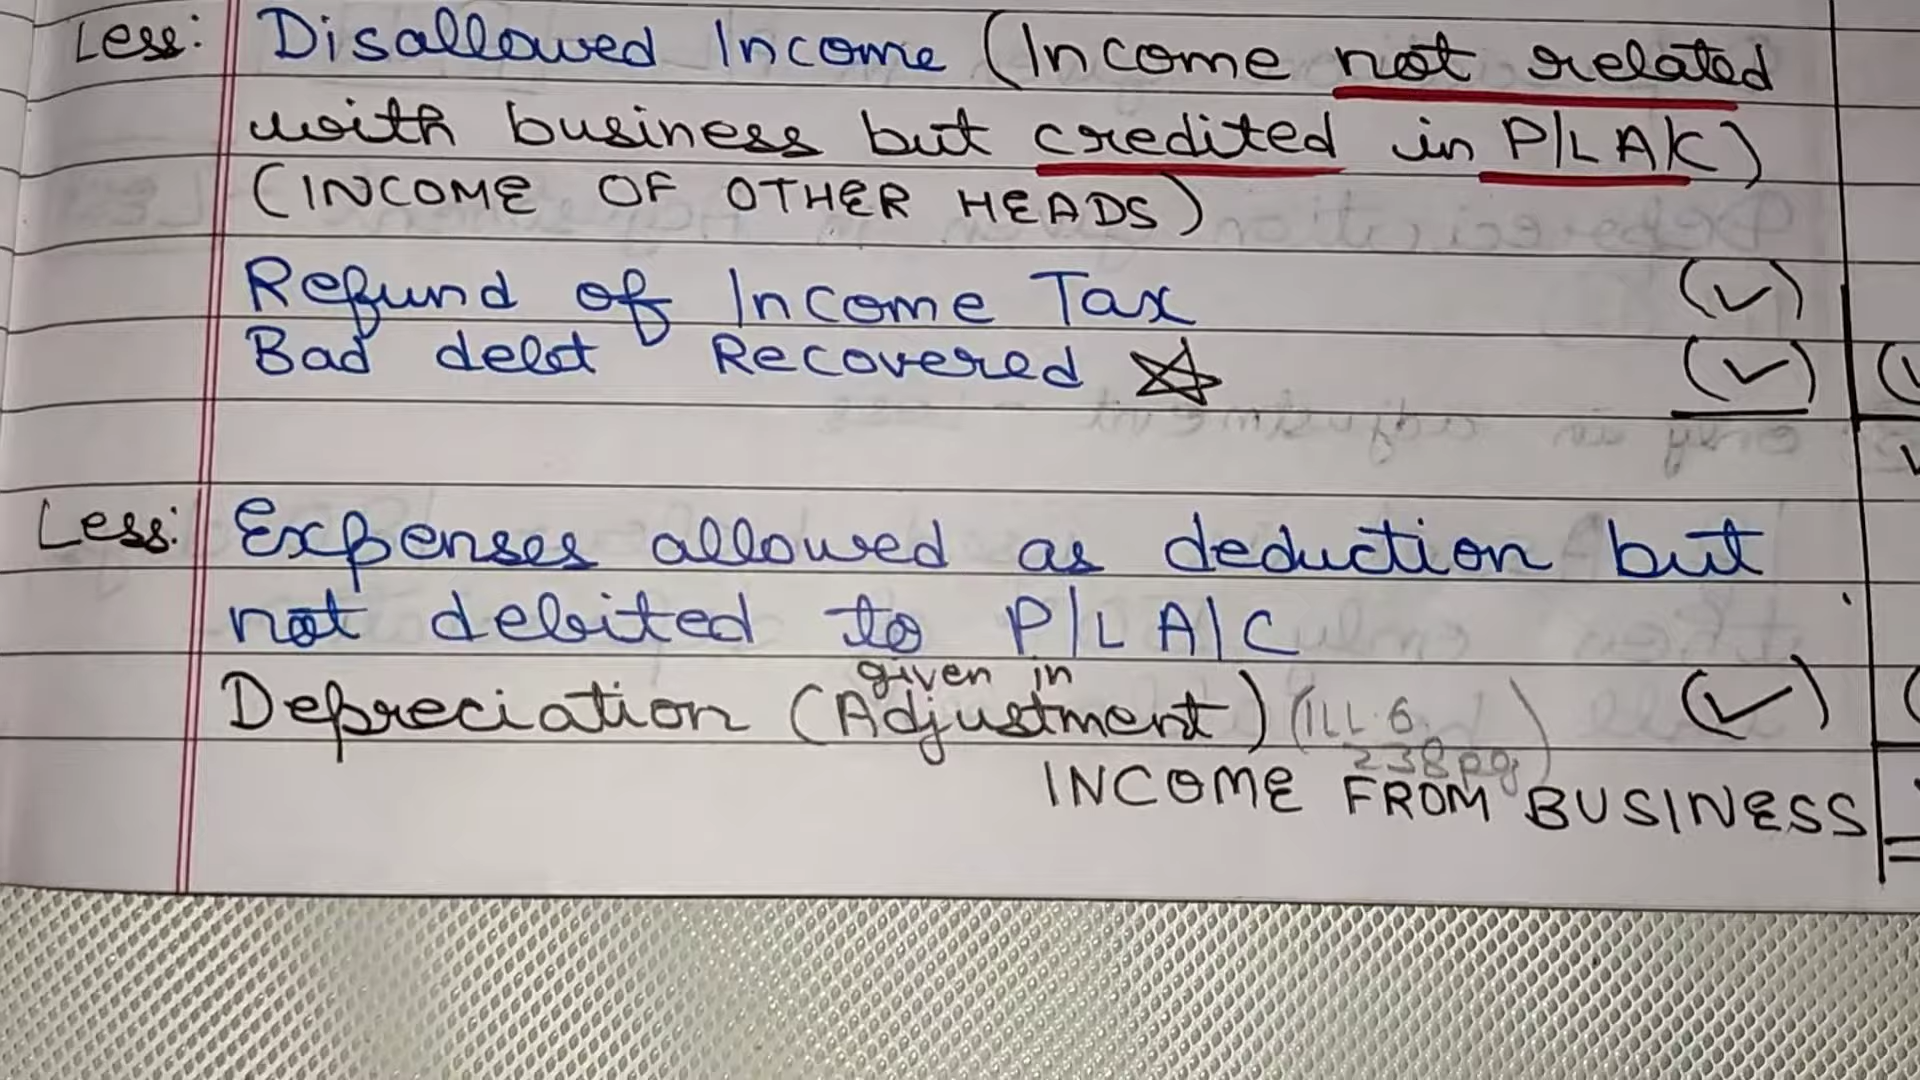 Less: Disallowed Income (Income not related
with business but credited in P/L A/C)
(INCOME OF OTHER HEADS)
Refund of Income Tax (✓)
Bad debt Recovered ☆ (✓)
Less: Expenses allowed as deduction but
not debited to P/L A/C
Depreciation (given in Adjustment) (ILL 6 238 pg) (✓)
INCOME FROM BUSINESS